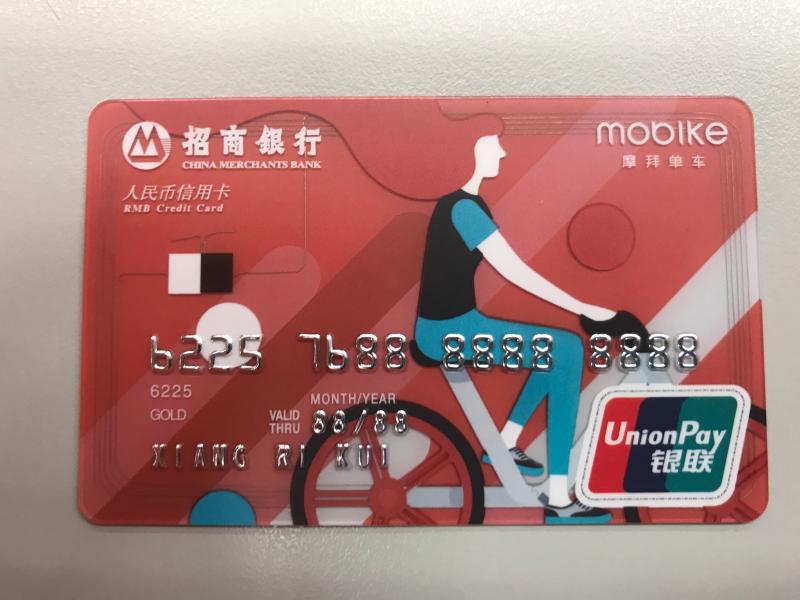 招商银行
CHINA MERCHANTS BANK
人民币信用卡
RMB Credit Card
mobike
摩拜单车
6225 7688 8888 8888
6225
GOLD
MONTH/YEAR
VALID THRU 88/88
XIANG RI KUI
UnionPay
银联